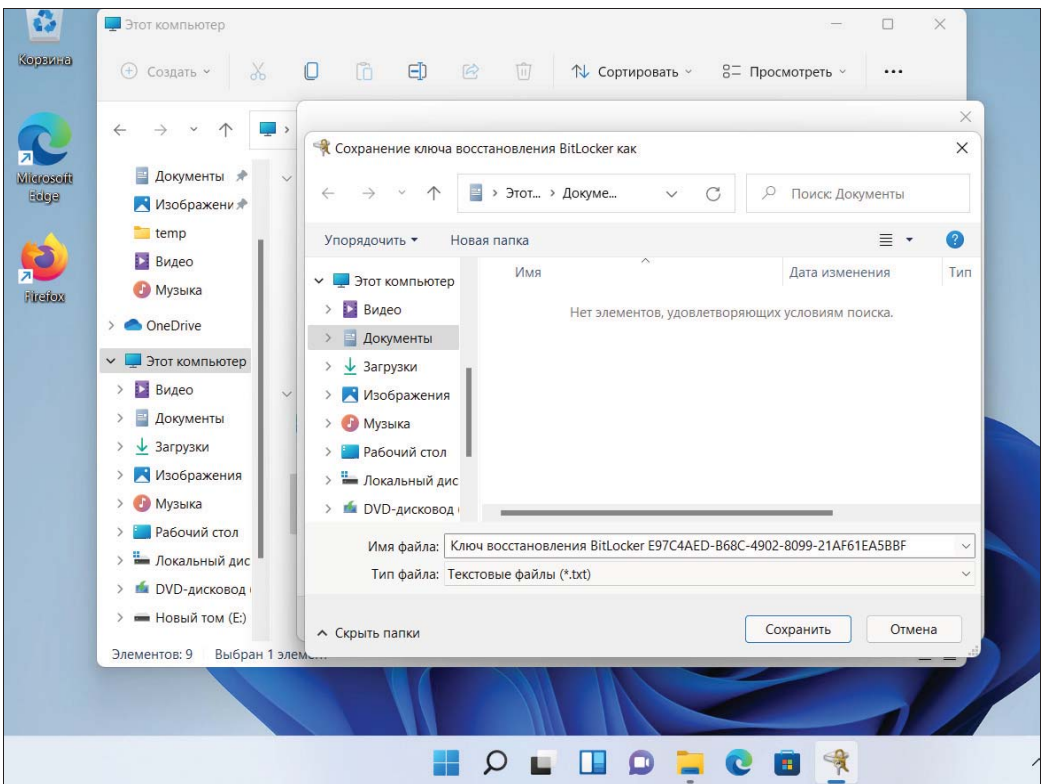 Корзина
Microsoft
Edge
Firefox
Этот компьютер
Создать
Сортировать
Просмотреть
Документы
Изображени
temp
Видео
Музыка
OneDrive
Этот компьютер
Видео
Документы
Загрузки
Изображения
Музыка
Рабочий стол
Локальный дис
DVD-дисковод
Новый том (E:)
Элементов: 9 Выбран 1 элемент
Сохранение ключа восстановления BitLocker как
Этот... › Докуме...
Поиск: Документы
Упорядочить Новая папка
Этот компьютер
Видео
Документы
Загрузки
Изображения
Музыка
Рабочий стол
Локальный дис
DVD-дисковод
Имя Дата изменения Тип
Нет элементов, удовлетворяющих условиям поиска.
Имя файла: Ключ восстановления BitLocker E97C4AED-B68C-4902-8099-21AF61EA5BBF
Тип файла: Текстовые файлы (*.txt)
Скрыть папки Сохранить Отмена